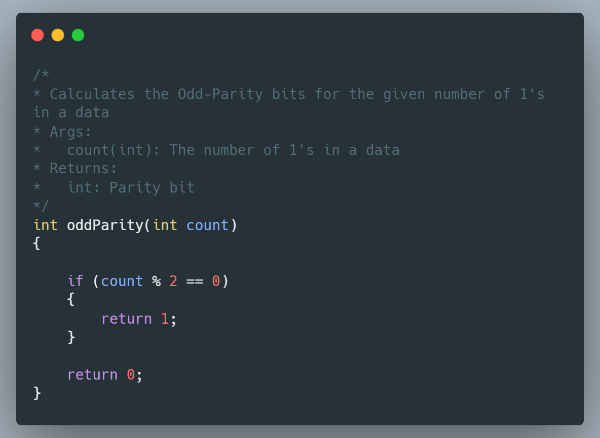 /*
* Calculates the Odd-Parity bits for the given number of 1's
in a data
* Args:
*   count(int): The number of 1's in a data
* Returns:
*   int: Parity bit
*/
int oddParity(int count)
{
    if (count % 2 == 0)
    {
        return 1;
    }
    return 0;
}